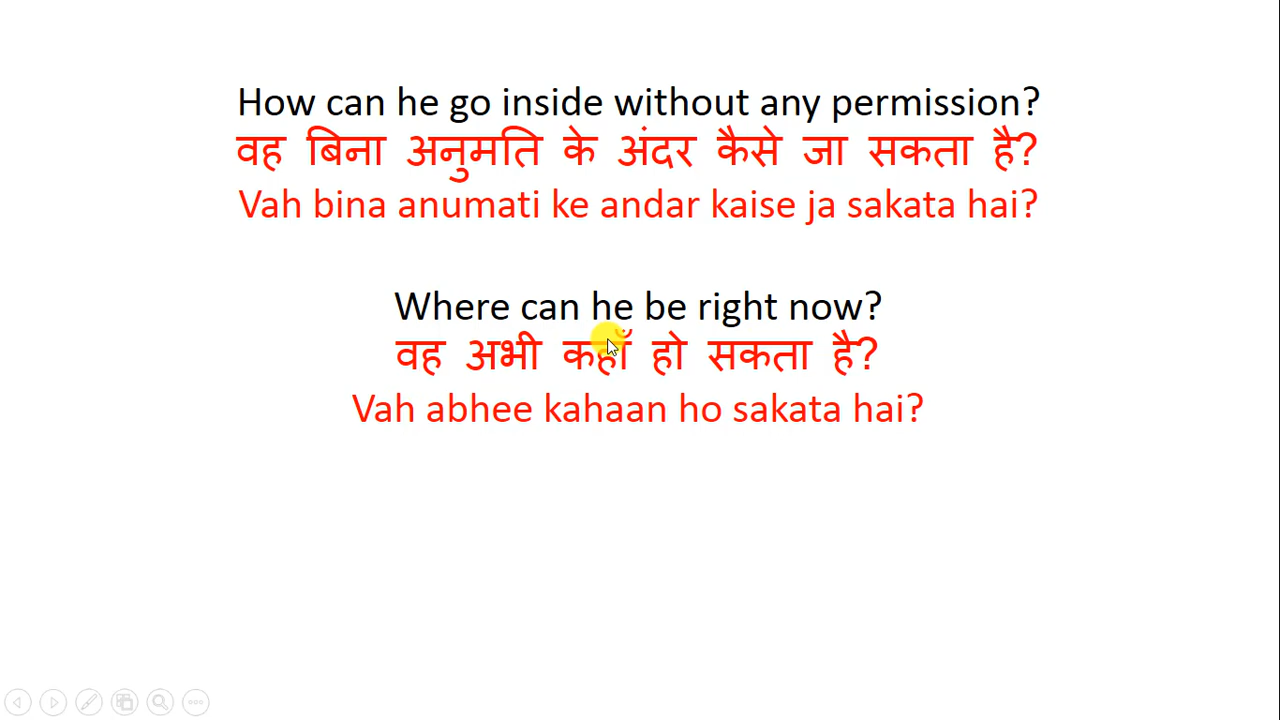 How can he go inside without any permission?
वह बिना अनुमति के अंदर कैसे जा सकता है?
Vah bina anumati ke andar kaise ja sakata hai?
Where can he be right now?
वह अभी कहाँ हो सकता है?
Vah abhee kahaan ho sakata hai?